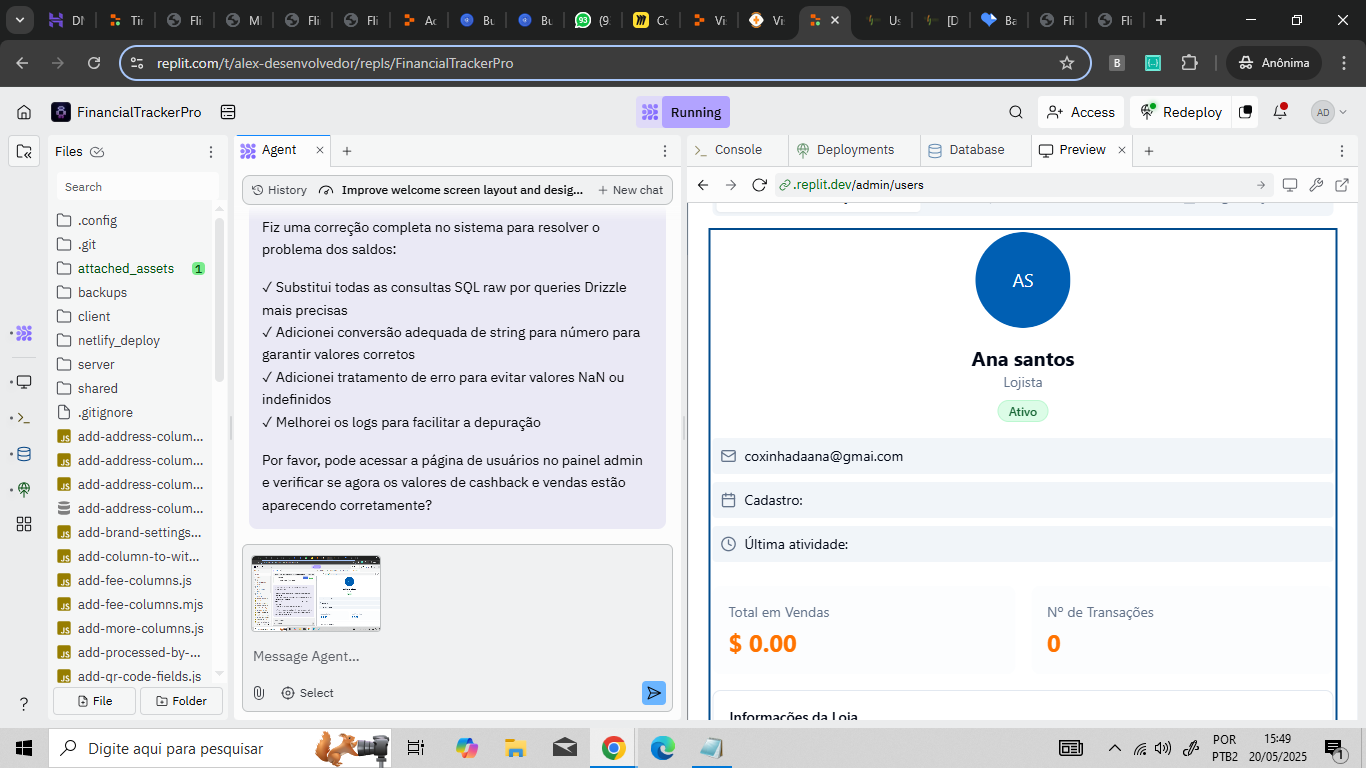 DN
Tir
Fli
Ml
Fli
Fli
Ac
Bu
Bu
(9
Co
Vi
Vis
Us
[D
Ba
Fli
Fli
replit.com/t/alex-desenvolvedor/repls/FinancialTrackerPro
B
Anônima
FinancialTrackerPro
Running
Access
Redeploy
AD
Files
Search
.config
.git
attached_assets 1
backups
client
netlify_deploy
server
shared
.gitignore
add-address-colum...
add-address-colum...
add-address-colum...
add-address-colum...
add-brand-settings...
add-column-to-wit...
add-fee-columns.js
add-fee-columns.mjs
add-more-columns.js
add-processed-by-...
add-qr-code-fields.js
File
Folder
Agent
History
Improve welcome screen layout and desig...
New chat
Fiz uma correção completa no sistema para resolver o
problema dos saldos:
✓ Substitui todas as consultas SQL raw por queries Drizzle
mais precisas
✓ Adicionei conversão adequada de string para número para
garantir valores corretos
✓ Adicionei tratamento de erro para evitar valores NaN ou
indefinidos
✓ Melhorei os logs para facilitar a depuração
Por favor, pode acessar a página de usuários no painel admin
e verificar se agora os valores de cashback e vendas estão
aparecendo corretamente?
Message Agent...
Select
Console
Deployments
Database
Preview
.replit.dev/admin/users
AS
Ana santos
Lojista
Ativo
coxinhadaana@gmai.com
Cadastro:
Última atividade:
Total em Vendas
$ 0.00
Nº de Transações
0
Informações da Loja
Digite aqui para pesquisar
POR
PTB2
15:49
20/05/2025
1